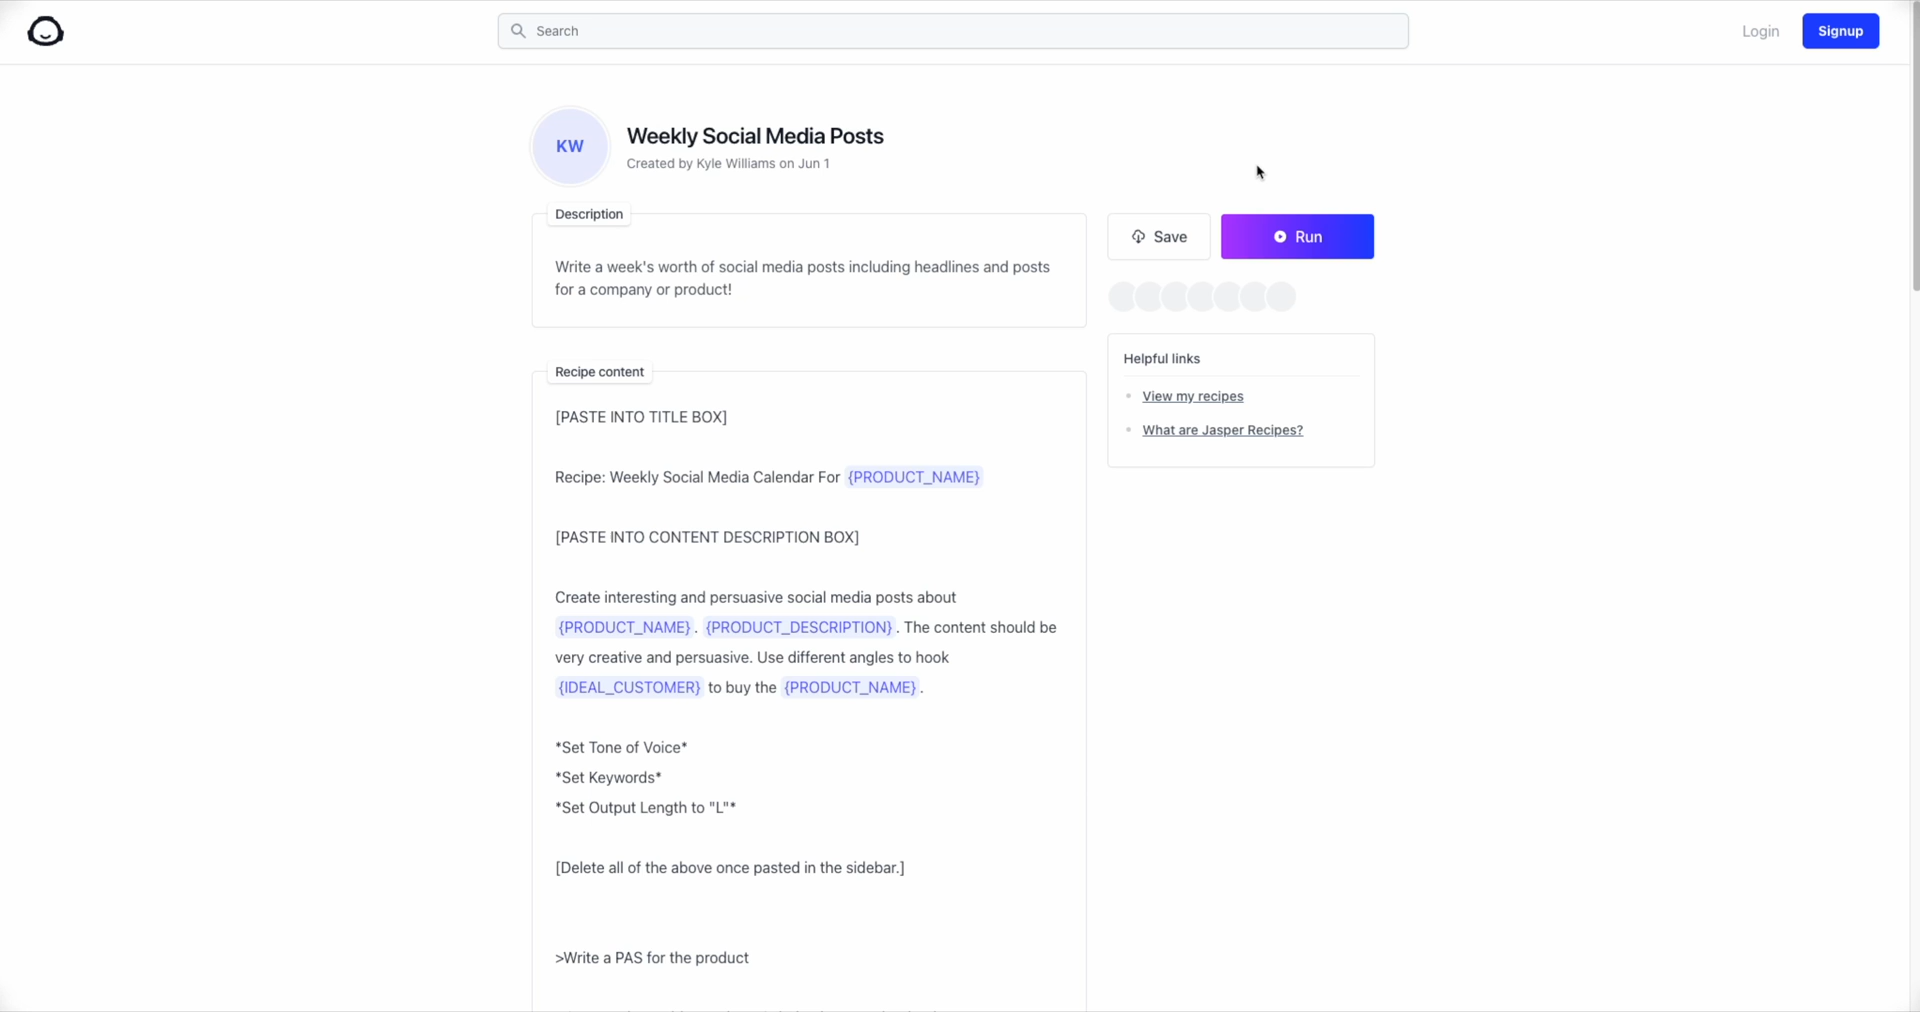 Search
Login
Signup
KW
Weekly Social Media Posts
Created by Kyle Williams on Jun 1
Description
Write a week's worth of social media posts including headlines and posts
for a company or product!
Save
Run
Helpful links
View my recipes
What are Jasper Recipes?
Recipe content
[PASTE INTO TITLE BOX]
Recipe: Weekly Social Media Calendar For {PRODUCT_NAME}
[PASTE INTO CONTENT DESCRIPTION BOX]
Create interesting and persuasive social media posts about
{PRODUCT_NAME}. {PRODUCT_DESCRIPTION}. The content should be
very creative and persuasive. Use different angles to hook
{IDEAL_CUSTOMER} to buy the {PRODUCT_NAME}.
*Set Tone of Voice*
*Set Keywords*
*Set Output Length to "L"*
[Delete all of the above once pasted in the sidebar.]
>Write a PAS for the product